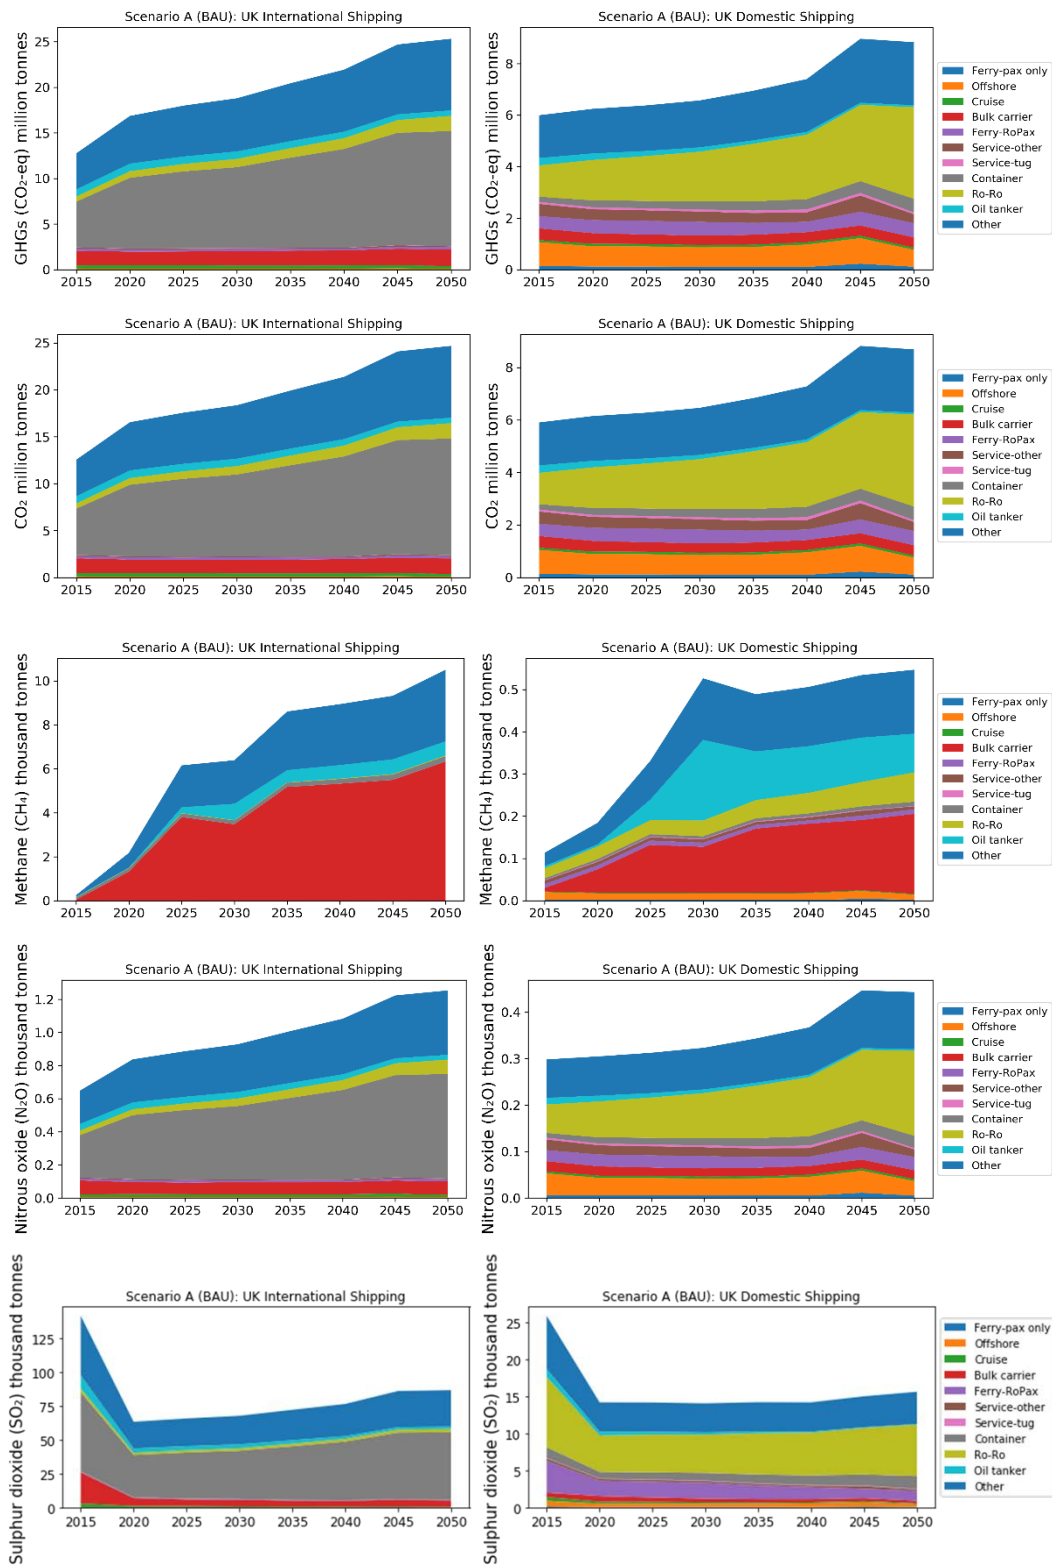 Scenario A (BAU): UK International Shipping
GHGs (CO₂-eq) million tonnes
25
20
15
10
5
0
2015 2020 2025 2030 2035 2040 2045 2050
Scenario A (BAU): UK Domestic Shipping
8
6
4
2
0
2015 2020 2025 2030 2035 2040 2045 2050
GHGs (CO₂-eq) million tonnes
Ferry-pax only
Offshore
Cruise
Bulk carrier
Ferry-RoPax
Service-other
Service-tug
Container
Ro-Ro
Oil tanker
Other
Scenario A (BAU): UK International Shipping
CO₂ million tonnes
25
20
15
10
5
0
2015 2020 2025 2030 2035 2040 2045 2050
Scenario A (BAU): UK Domestic Shipping
CO₂ million tonnes
8
6
4
2
0
2015 2020 2025 2030 2035 2040 2045 2050
Ferry-pax only
Offshore
Cruise
Bulk carrier
Ferry-RoPax
Service-other
Service-tug
Container
Ro-Ro
Oil tanker
Other
Scenario A (BAU): UK International Shipping
Methane (CH₄) thousand tonnes
10
8
6
4
2
0
2015 2020 2025 2030 2035 2040 2045 2050
Scenario A (BAU): UK Domestic Shipping
Methane (CH₄) thousand tonnes
0.5
0.4
0.3
0.2
0.1
0.0
2015 2020 2025 2030 2035 2040 2045 2050
Ferry-pax only
Offshore
Cruise
Bulk carrier
Ferry-RoPax
Service-other
Service-tug
Container
Ro-Ro
Oil tanker
Other
Scenario A (BAU): UK International Shipping
Nitrous oxide (N₂O) thousand tonnes
1.2
1.0
0.8
0.6
0.4
0.2
0.0
2015 2020 2025 2030 2035 2040 2045 2050
Scenario A (BAU): UK Domestic Shipping
Nitrous oxide (N₂O) thousand tonnes
0.4
0.3
0.2
0.1
0.0
2015 2020 2025 2030 2035 2040 2045 2050
Ferry-pax only
Offshore
Cruise
Bulk carrier
Ferry-RoPax
Service-other
Service-tug
Container
Ro-Ro
Oil tanker
Other
Scenario A (BAU): UK International Shipping
Sulphur dioxide (SO₂) thousand tonnes
125
100
75
50
25
0
2015 2020 2025 2030 2035 2040 2045 2050
Scenario A (BAU): UK Domestic Shipping
Sulphur dioxide (SO₂) thousand tonnes
25
20
15
10
5
0
2015 2020 2025 2030 2035 2040 2045 2050
Ferry-pax only
Offshore
Cruise
Bulk carrier
Ferry-RoPax
Service-other
Service-tug
Container
Ro-Ro
Oil tanker
Other